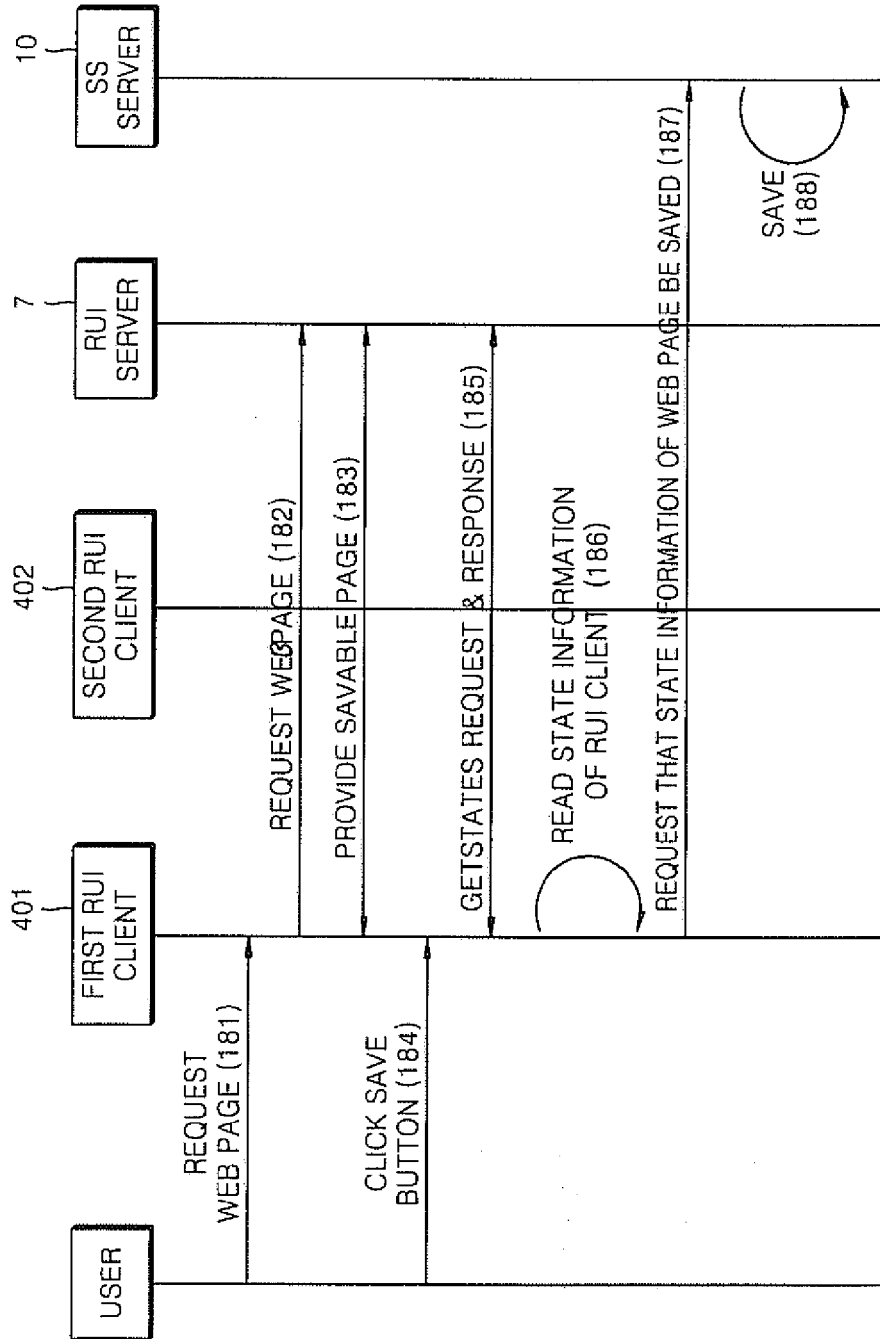 USER
401
FIRST RUI
CLIENT
402
SECOND RUI
CLIENT
7
RUI
SERVER
10
SS
SERVER
REQUEST
WEB PAGE (181)
REQUEST WEB PAGE (182)
PROVIDE SAVABLE PAGE (183)
CLICK SAVE
BUTTON (184)
GETSTATES REQUEST & RESPONSE (185)
READ STATE INFORMATION
OF RUI CLIENT (186)
REQUEST THAT STATE INFORMATION OF WEB PAGE BE SAVED (187)
SAVE
(188)